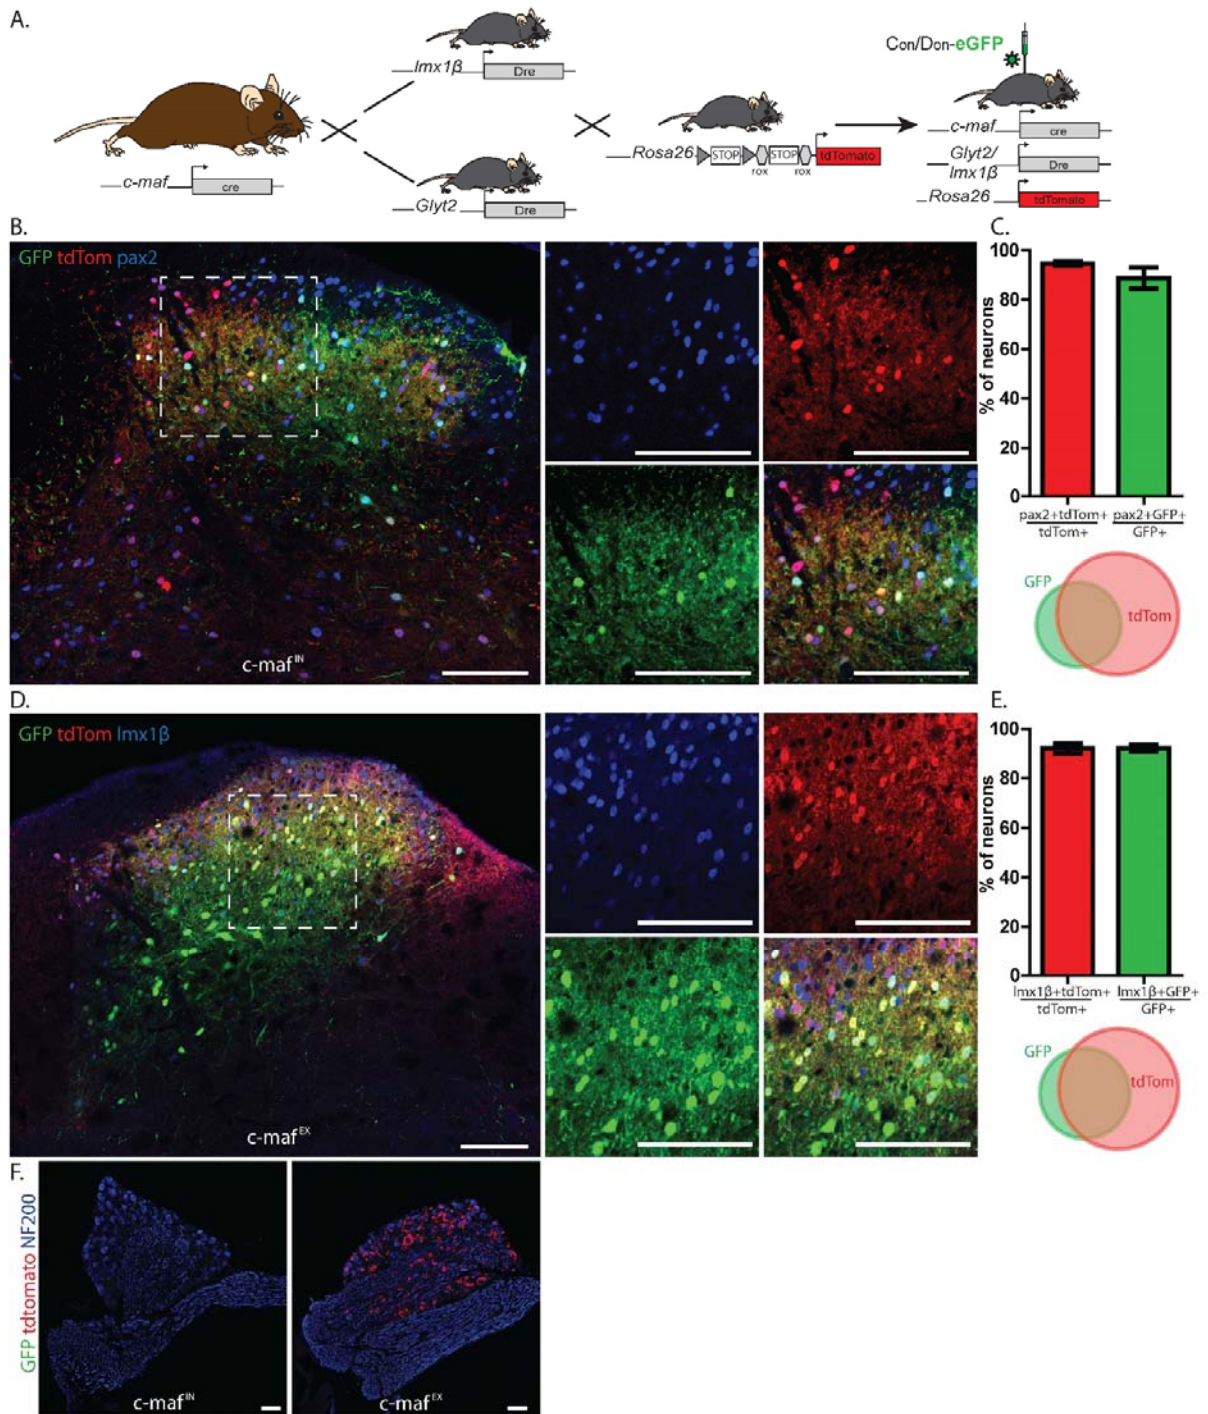 A.
Con/Don-eGFP
lmx1β
Dre
c-maf
cre
Glyt2
Dre
Rosa26
STOP
STOP
tdTomato
rox
rox
c-maf
cre
Glyt2/
lmx1β
Dre
Rosa26
tdTomato
B.
GFP tdTom pax2
c-maf^IN
C.
100
80
60
40
20
0
% of neurons
pax2+tdTom+
tdTom+
pax2+GFP+
GFP+
GFP
tdTom
D.
GFP tdTom lmx1β
c-maf^EX
E.
100
80
60
40
20
0
% of neurons
lmx1β+tdTom+
tdTom+
lmx1β+GFP+
GFP+
GFP
tdTom
F.
GFP tdtomato NF200
c-maf^IN
c-maf^EX